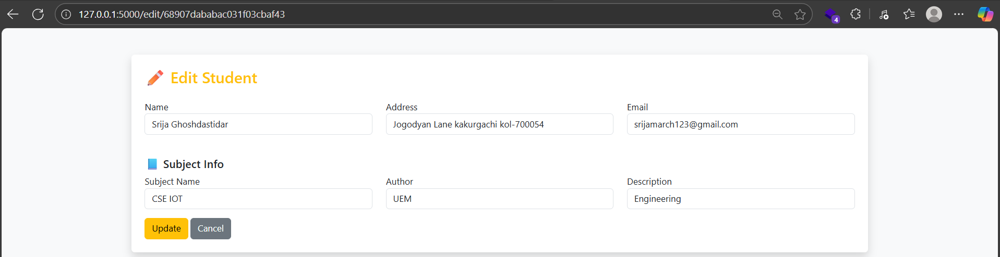 127.0.0.1:5000/edit/68907dababac031f03cbaf43
4
Edit Student
Name Address Email
Srija Ghoshdastidar Jogodyan Lane kakurgachi kol-700054 srijamarch123@gmail.com
Subject Info
Subject Name Author Description
CSE IOT UEM Engineering
Update Cancel